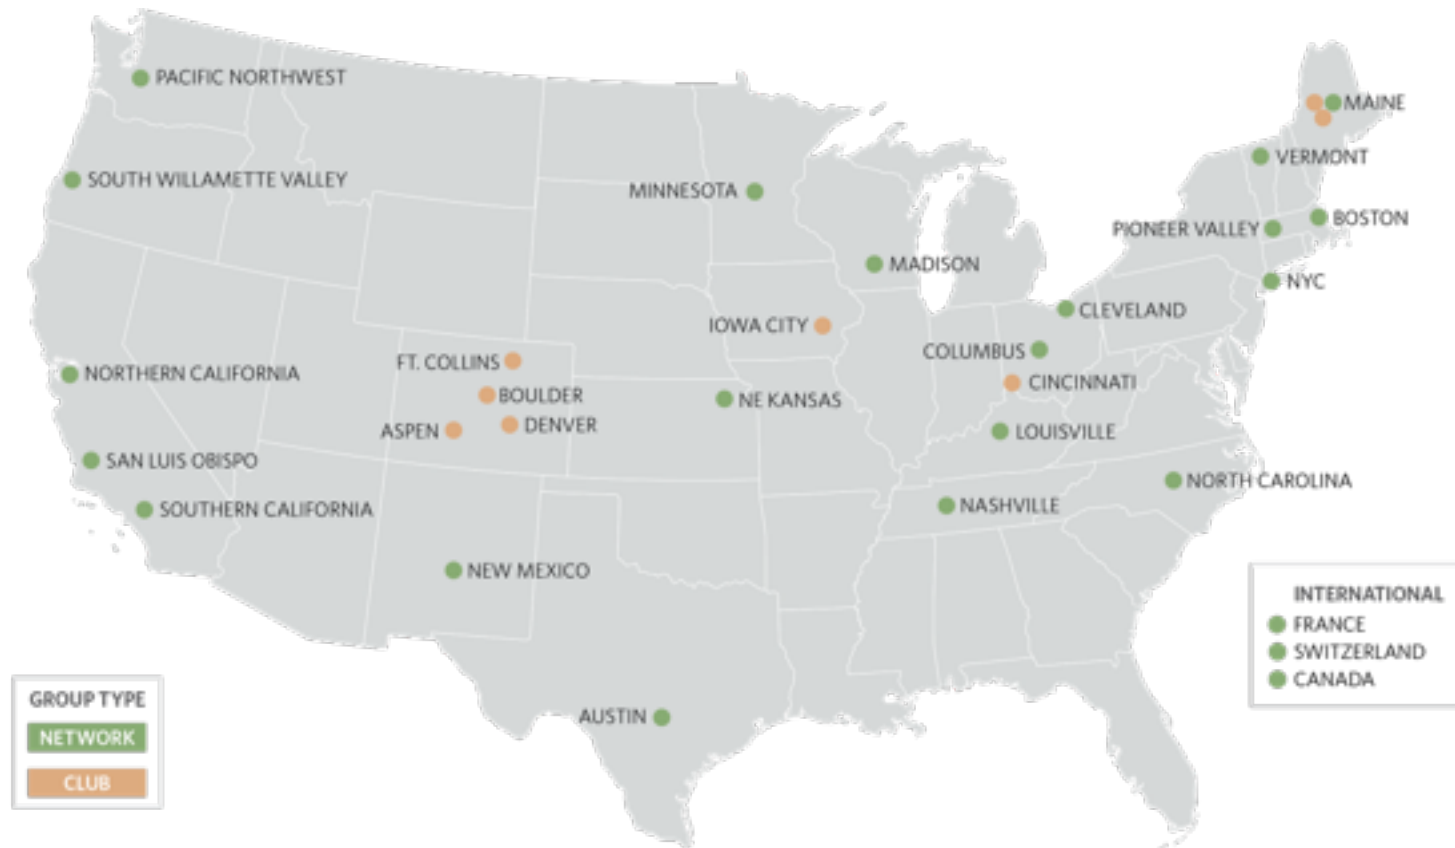 PACIFIC NORTHWEST
MAINE
VERMONT
SOUTH WILLAMETTE VALLEY
MINNESOTA
BOSTON
PIONEER VALLEY
MADISON
NYC
CLEVELAND
IOWA CITY
COLUMBUS
FT. COLLINS
NORTHERN CALIFORNIA
CINCINNATI
BOULDER
NE KANSAS
DENVER
ASPEN
LOUISVILLE
SAN LUIS OBISPO
NORTH CAROLINA
NASHVILLE
SOUTHERN CALIFORNIA
NEW MEXICO
INTERNATIONAL
FRANCE
SWITZERLAND
CANADA
GROUP TYPE
NETWORK
CLUB
AUSTIN